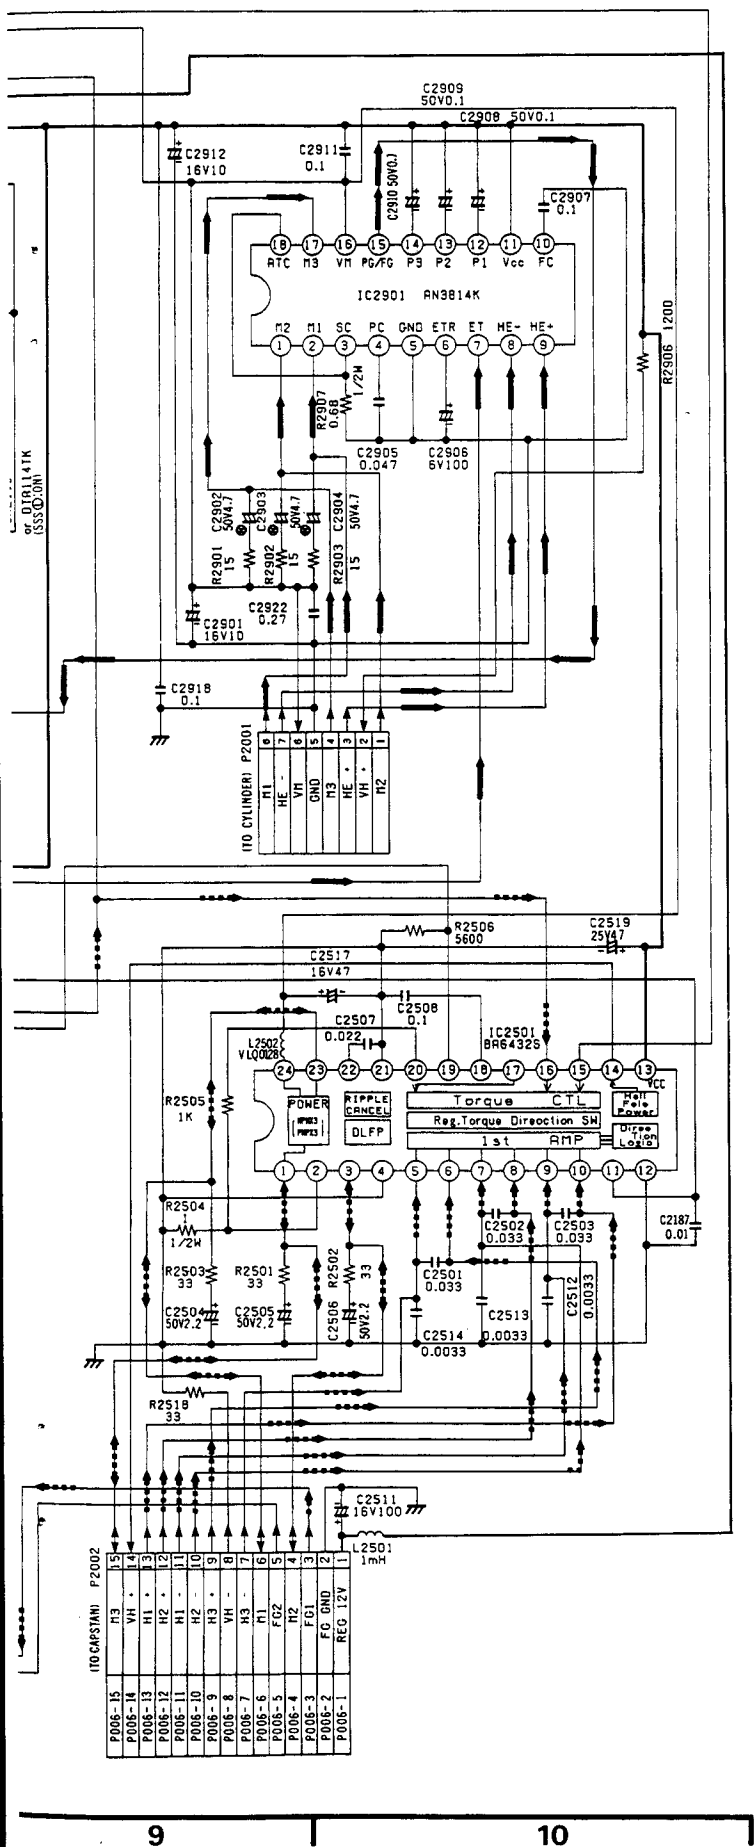 C2909
50V0.1
C2908 50V0.1
C2912
16V10
C2911
0.1
C2910 50V0.1
C2907
0.1
18 17 16 15 14 13 12 11 10
ATC M3 VM PG/FG P3 P2 P1 Vcc FC
IC2901 AN3814K
M2 M1 SC PC GND ETR ET HE- HE+
1 2 3 4 5 6 7 8 9
R2906 1200
R2907
0.68
1/2W
C2905
0.047
C2906
6V100
or DTA114TK
C2902
50V4.7
C2903
50V4.7
C2904
50V4.7
R2901
15
R2902
15
R2903
15
C2901
16V10
C2922
0.27
C2918
0.1
(TO CYLINDER) P2001
M1
7 HE -
VM
5 GND
4 M3
3 HE +
2 VH +
1 M2
R2506
5600
C2519
25V47
C2517
16V47
C2508
0.1
C2507
0.022
IC2501
BA6432S
L2502
VLQ0128
24 23 22 21 20 19 18 17 16 15 14 13
VCC
POWER
NPNX3
PNPX3
RIPPLE
CANCEL
DLFP
Torque CTL
Reg.Torque Direction SW
1st AMP
Power
Direc
Tion
Logic
R2505
1K
1 2 3 4 5 6 7 8 9 10 11 12
R2504
1
1/2W
C2502
0.033
C2503
0.033
C2187
0.01
R2503
33
R2501
33
R2502
33
C2501
0.033
C2512
0.0033
C2504
50V2.2
C2505
50V2.2
C2506
50V2.2
C2513
0.0033
C2514
0.0033
R2518
33
C2511
16V100
L2501
1mH
(TO CAPSTAN) P2002
P006-15 M3 15
P006-14 VH + 14
P006-13 H1 + 13
P006-12 H2 + 12
P006-11 H1 - 11
P006-10 H2 - 10
P006-9 H3 + 9
P006-8 VH - 8
P006-7 H3 - 7
P006-6 M1 6
P006-5 FG2 5
P006-4 M2 4
P006-3 FG1 3
P006-2 FG GND 2
P006-1 REG 12V 1
9 10